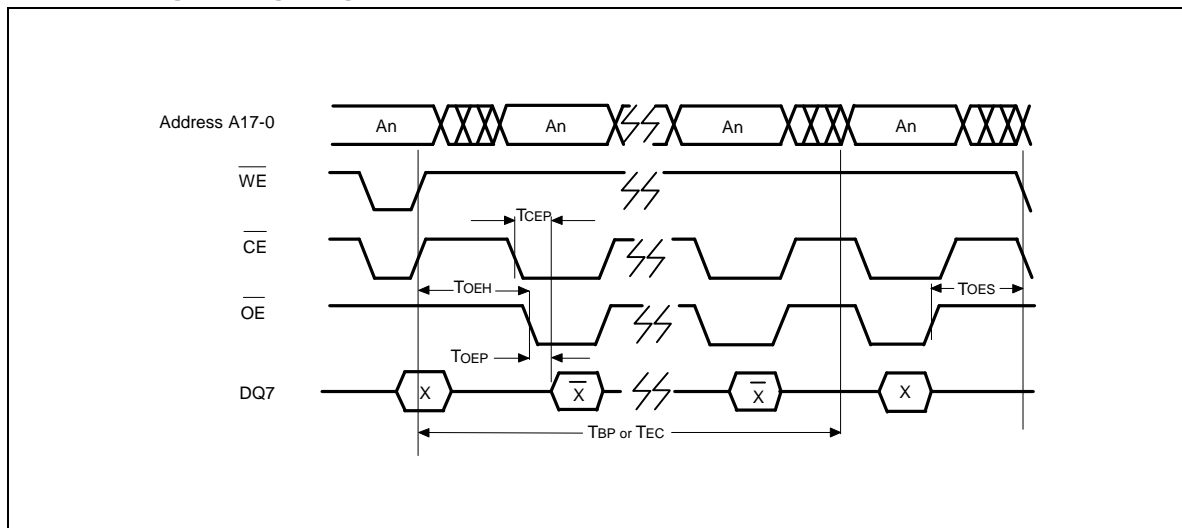 Address A17-0
An
An
An
An
WE
TCEP
CE
TOEH
TOES
OE
TOEP
DQ7
X
X
X
X
TBP or TEC